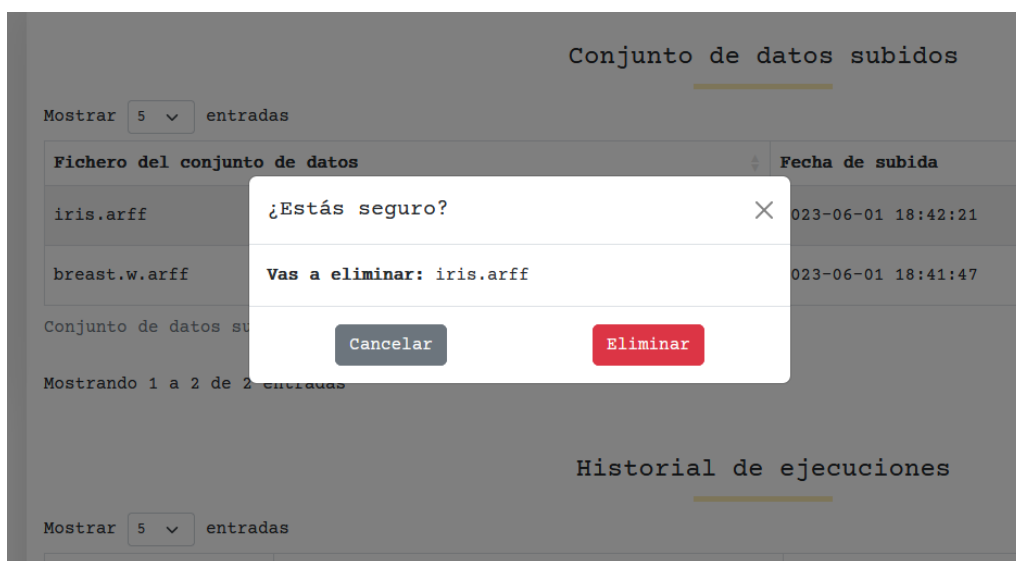 Conjunto de datos subidos
Mostrar 5 entradas
Fichero del conjunto de datos Fecha de subida
¿Estás seguro?
iris.arff 023-06-01 18:42:21
Vas a eliminar: iris.arff
breast.w.arff 023-06-01 18:41:47
Conjunto de datos su
Cancelar Eliminar
Mostrando 1 a 2 de 2 entradas
Historial de ejecuciones
Mostrar 5 entradas